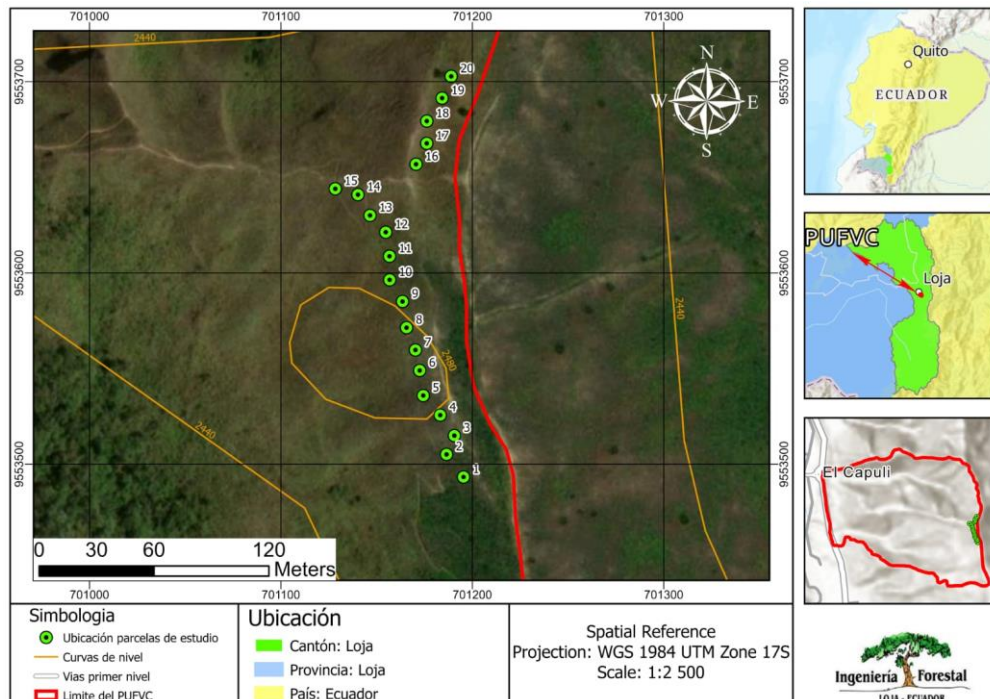 701000 701100 701200 701300
2440
9553700 9553700
20
19
18
17
16
15
14
13
12
11
10
9
8
7
6
5
4
3
2
1
N
W E
S
9553600 9553600
2440
2480
2440
9553500 9553500
0 30 60 120
Meters
701000 701100 701200 701300
Quito
ECUADOR
PUFVC
Loja
El Capuli
Simbologia
Ubicación parcelas de estudio
Curvas de nivel
Vias primer nivel
Limite del PUFVC
Ubicación
Cantón: Loja
Provincia: Loja
País: Ecuador
Spatial Reference
Projection: WGS 1984 UTM Zone 17S
Scale: 1:2 500
Ingeniería Forestal
LOJA - ECUADOR